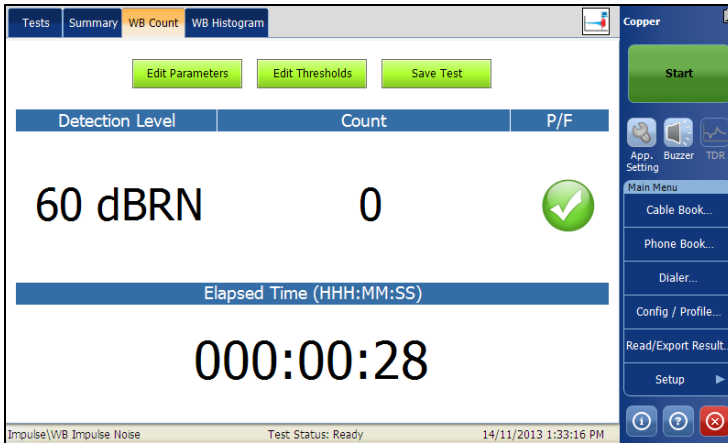 Tests Summary WB Count WB Histogram
Copper
Edit Parameters Edit Thresholds Save Test
Start
Detection Level Count P/F
60 dBRN 0
App. Setting Buzzer TDR
Main Menu
Cable Book...
Phone Book...
Dialer...
Config / Profile...
Read/Export Result..
Setup
Elapsed Time (HHH:MM:SS)
000:00:28
Impulse\WB Impulse Noise Test Status: Ready 14/11/2013 1:33:16 PM